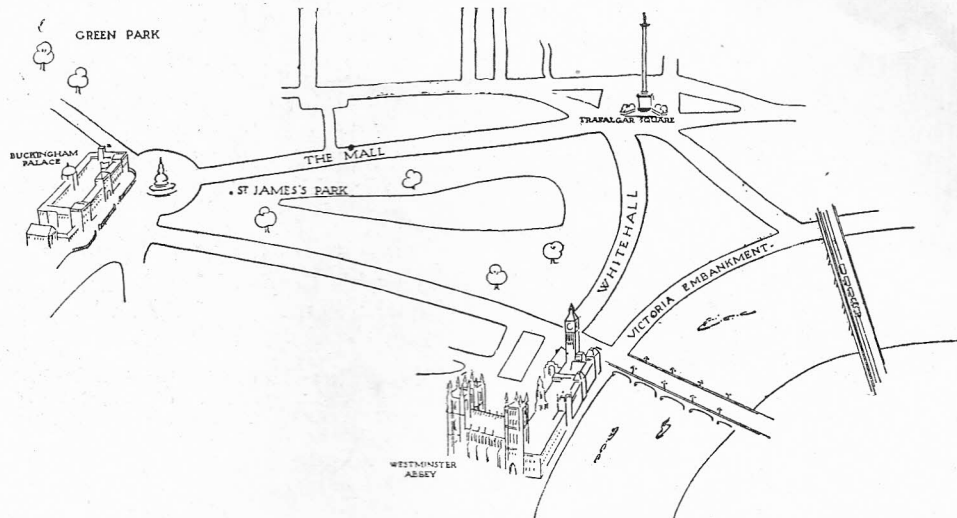 GREEN PARK
TRAFALGAR SQUARE
BUCKINGHAM
PALACE
THE MALL
ST JAMES'S PARK
WHITEHALL
VICTORIA EMBANKMENT
WESTMINSTER
ABBEY